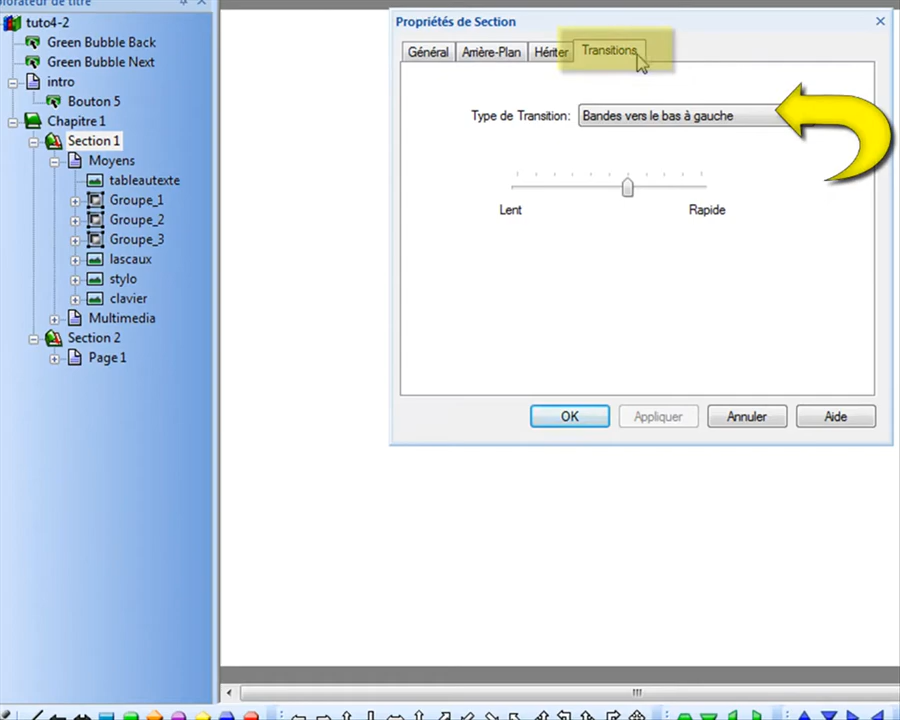 plorateur de titre
tuto4-2
Green Bubble Back
Green Bubble Next
intro
Bouton 5
Chapitre 1
Section 1
Moyens
tableautexte
Groupe_1
Groupe_2
Groupe_3
lascaux
stylo
clavier
Multimedia
Section 2
Page 1
Propriétés de Section
Général
Arrière-Plan
Hériter
Transitions
Type de Transition:
Bandes vers le bas à gauche
Lent
Rapide
OK
Appliquer
Annuler
Aide